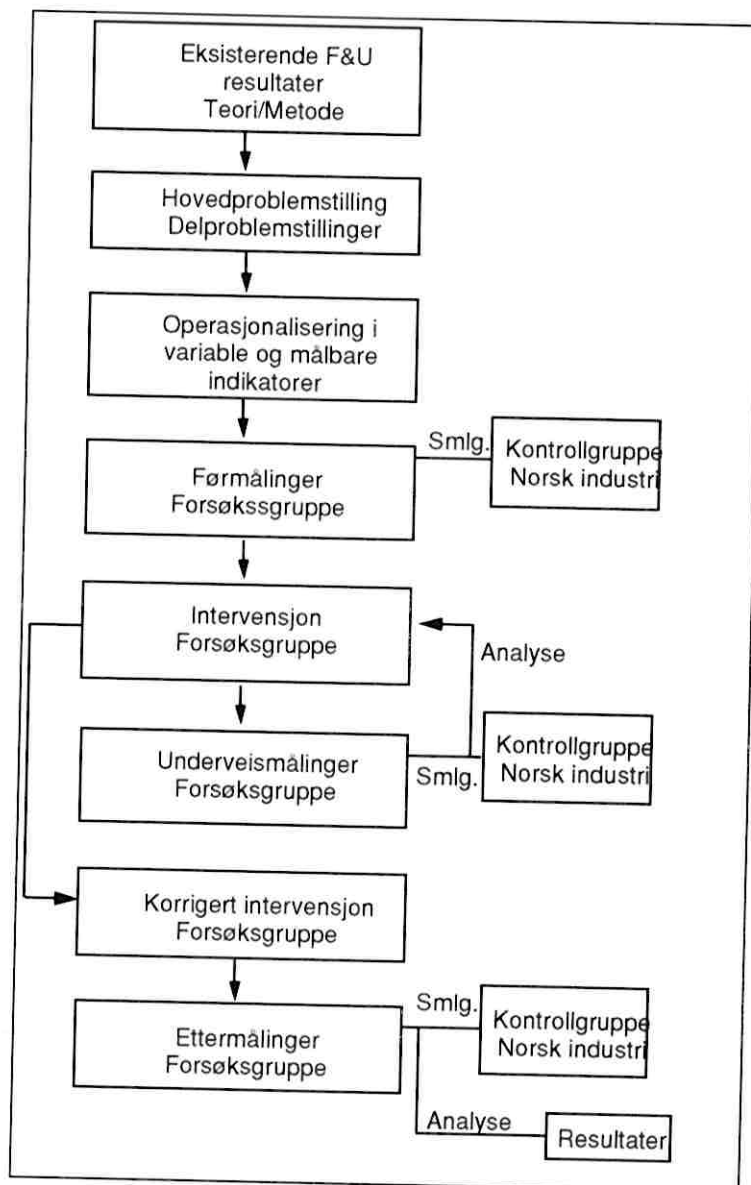 Eksisterende F&U
resultater
Teori/Metode
Hovedproblemstilling
Delproblemstillinger
Operasjonalisering i
variable og målbare
indikatorer
Førmålinger
Forsøkssgruppe
Smlg.
Kontrollgruppe
Norsk industri
Intervensjon
Forsøksgruppe
Analyse
Underveismålinger
Forsøksgruppe
Smlg.
Kontrollgruppe
Norsk industri
Korrigert intervensjon
Forsøksgruppe
Ettermålinger
Forsøksgruppe
Smlg.
Kontrollgruppe
Norsk industri
Analyse
Resultater